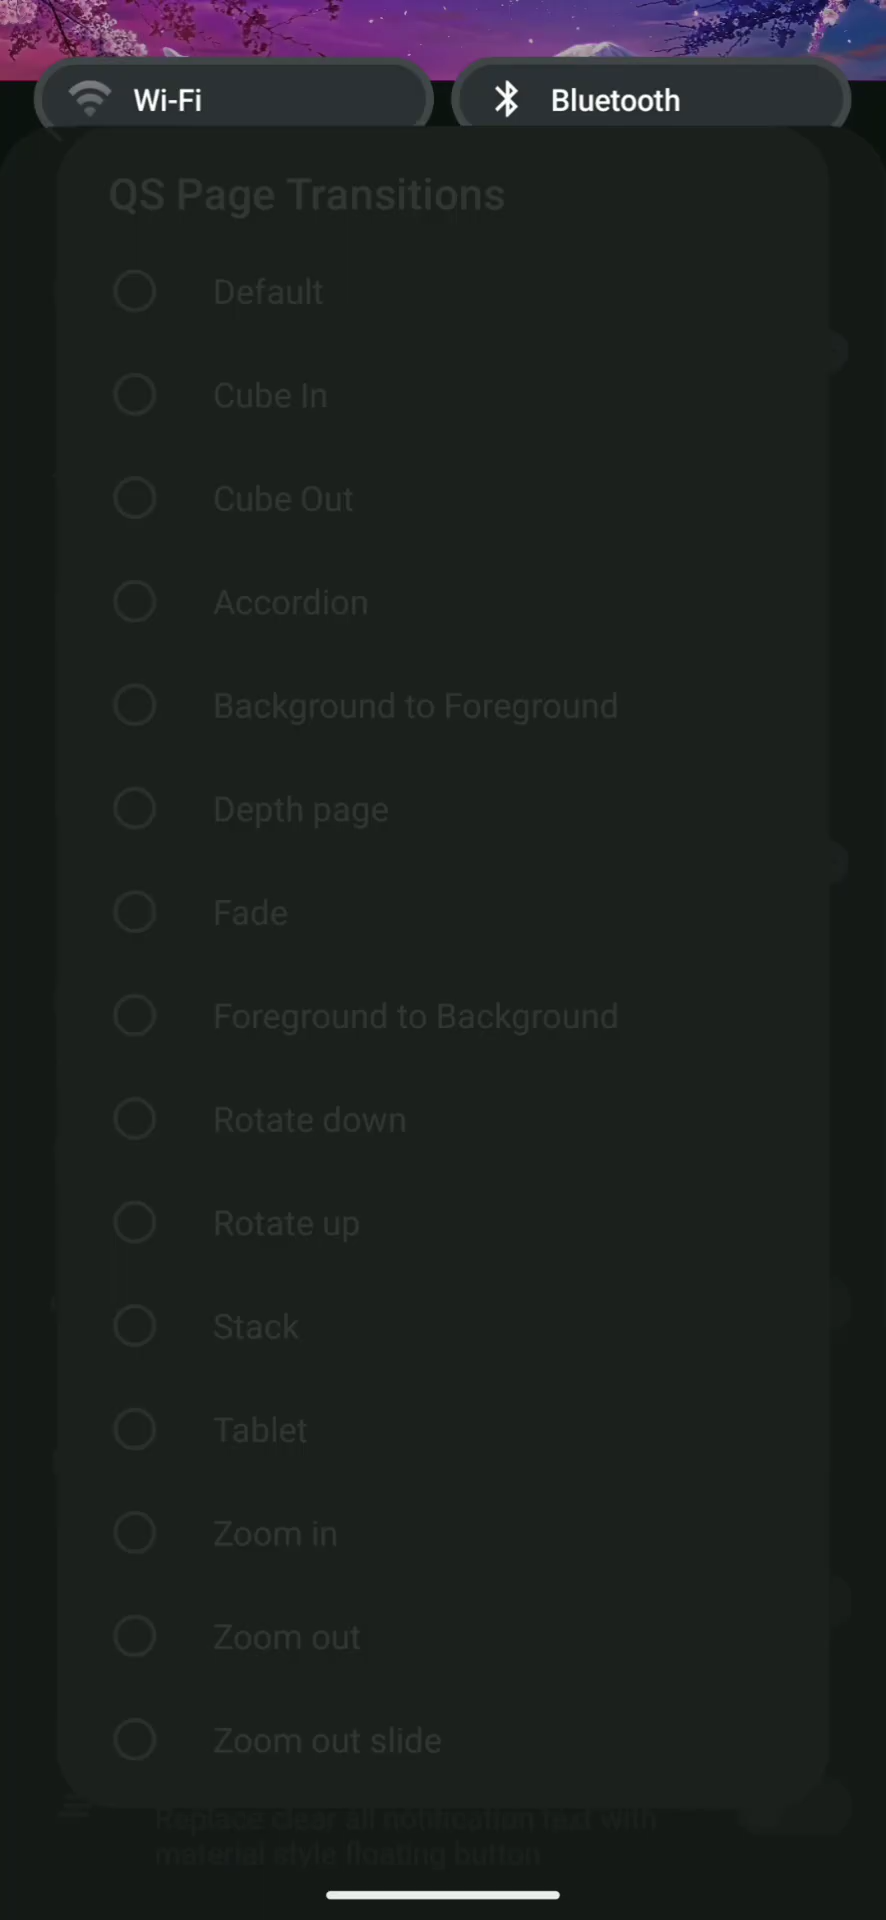 Wi-Fi
Bluetooth
QS Page Transitions
Default
Cube In
Cube Out
Accordion
Background to Foreground
Depth page
Fade
Foreground to Background
Rotate down
Rotate up
Stack
Tablet
Zoom in
Zoom out
Zoom out slide
Replace clear all notification text with
material style floating button